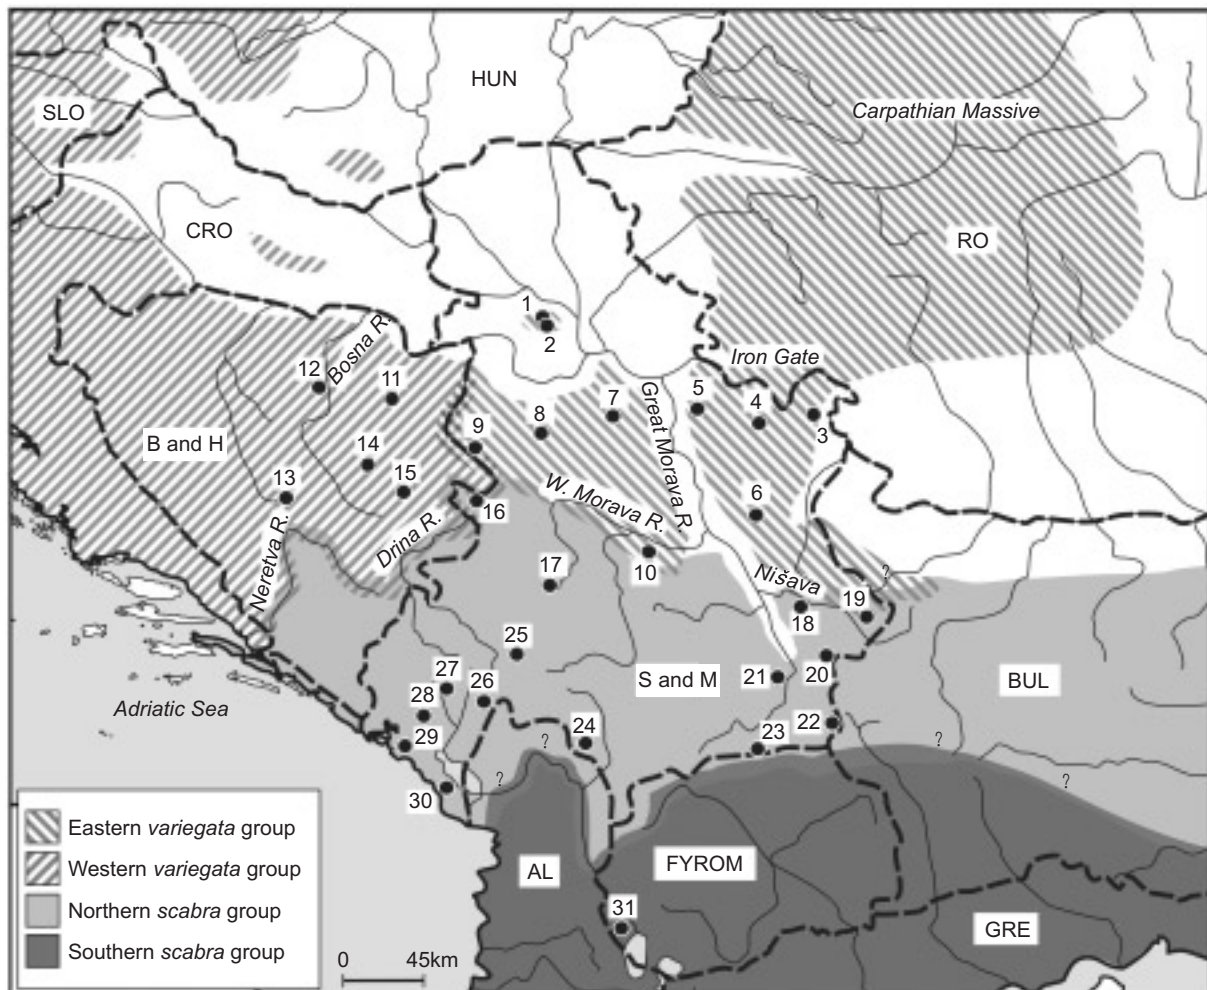 HUN
SLO
Carpathian Massive
CRO
RO
1
2
Iron Gate
Bosna R.
12
11
Great Morava R.
5
4
3
7
8
9
B and H
14
15
13
16
W. Morava R.
6
Drina R.
Neretva R.
10
17
Nišava
?
19
18
25
20
S and M
21
BUL
27
26
28
Adriatic Sea
29
24
22
23
?
?
?
?
30
Eastern variegata group
Western variegata group
Northern scabra group
Southern scabra group
AL
FYROM
31
GRE
0
45km